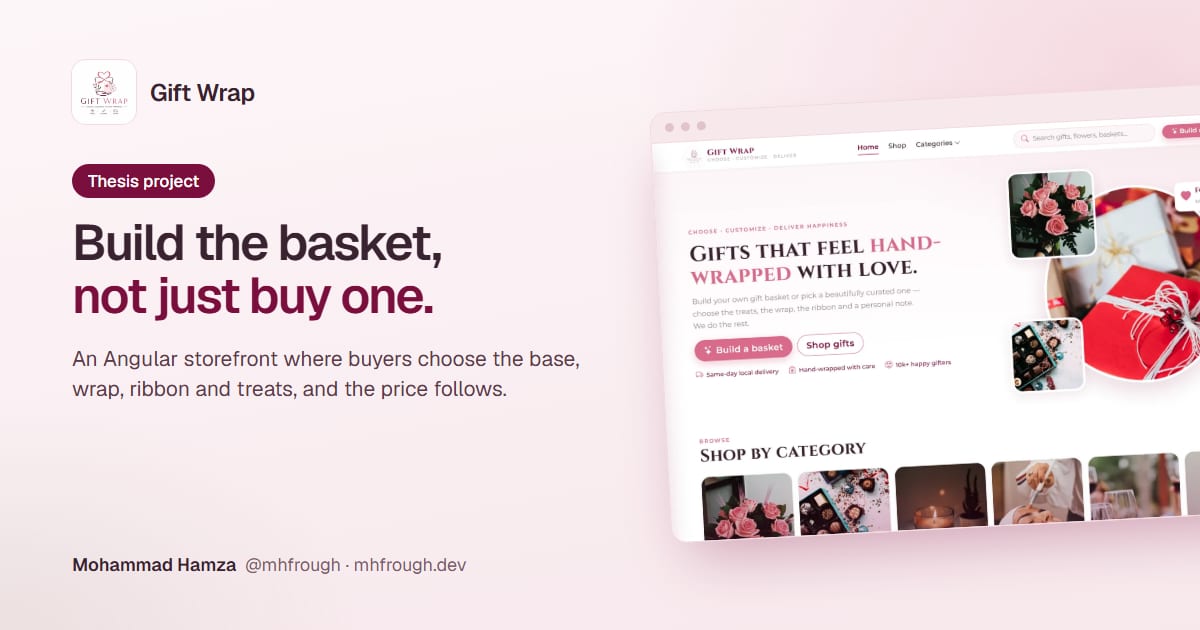 GIFT WRAP
Gift Wrap
Thesis project
Build the basket,
not just buy one.
An Angular storefront where buyers choose the base,
wrap, ribbon and treats, and the price follows.
Mohammad Hamza @mhfrough · mhfrough.dev
GIFT WRAP
CHOOSE · CUSTOMIZE · DELIVER
Home Shop Categories
Search gifts, flowers, baskets...
Build
CHOOSE · CUSTOMIZE · DELIVER HAPPINESS
GIFTS THAT FEEL HAND-
WRAPPED WITH LOVE.
Build your own gift basket or pick a beautifully curated one —
choose the treats, the wrap, the ribbon and a personal note.
We do the rest.
Build a basket Shop gifts
Same-day local delivery Hand-wrapped with care 10k+ happy gifters
BROWSE
SHOP BY CATEGORY